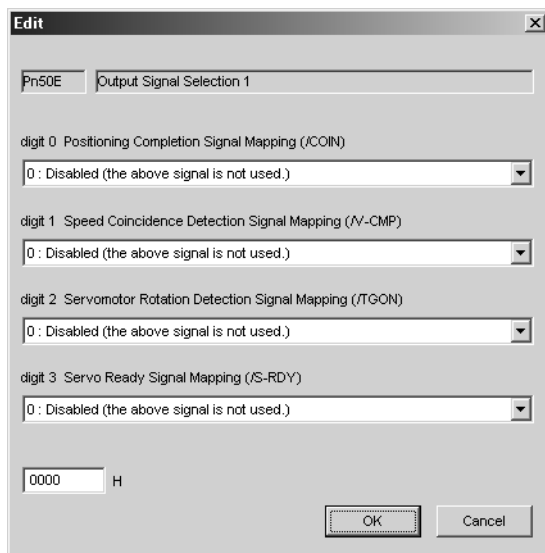 Edit
Pn50E Output Signal Selection 1
digit 0 Positioning Completion Signal Mapping (/COIN)
0 : Disabled (the above signal is not used.)
digit 1 Speed Coincidence Detection Signal Mapping (/V-CMP)
0 : Disabled (the above signal is not used.)
digit 2 Servomotor Rotation Detection Signal Mapping (/TGON)
0 : Disabled (the above signal is not used.)
digit 3 Servo Ready Signal Mapping (/S-RDY)
0 : Disabled (the above signal is not used.)
0000 H
OK Cancel